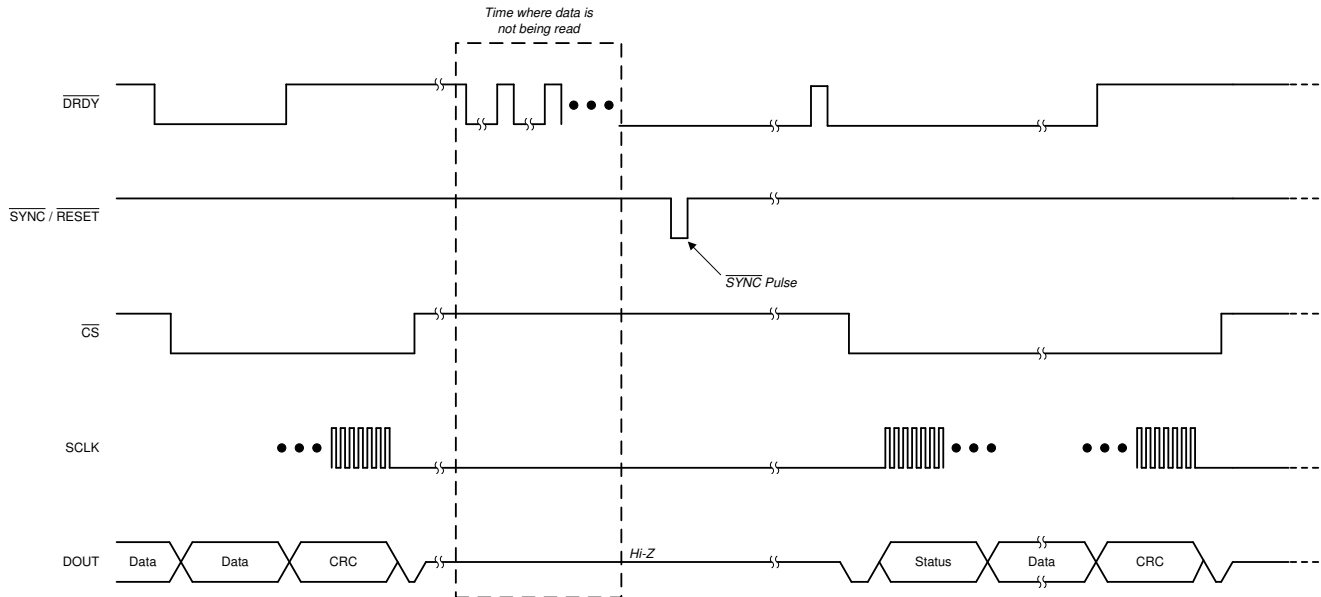 Time where data is
not being read
DRDY
SYNC / RESET
SYNC Pulse
CS
SCLK
DOUT
Data
Data
CRC
Hi-Z
Status
Data
CRC